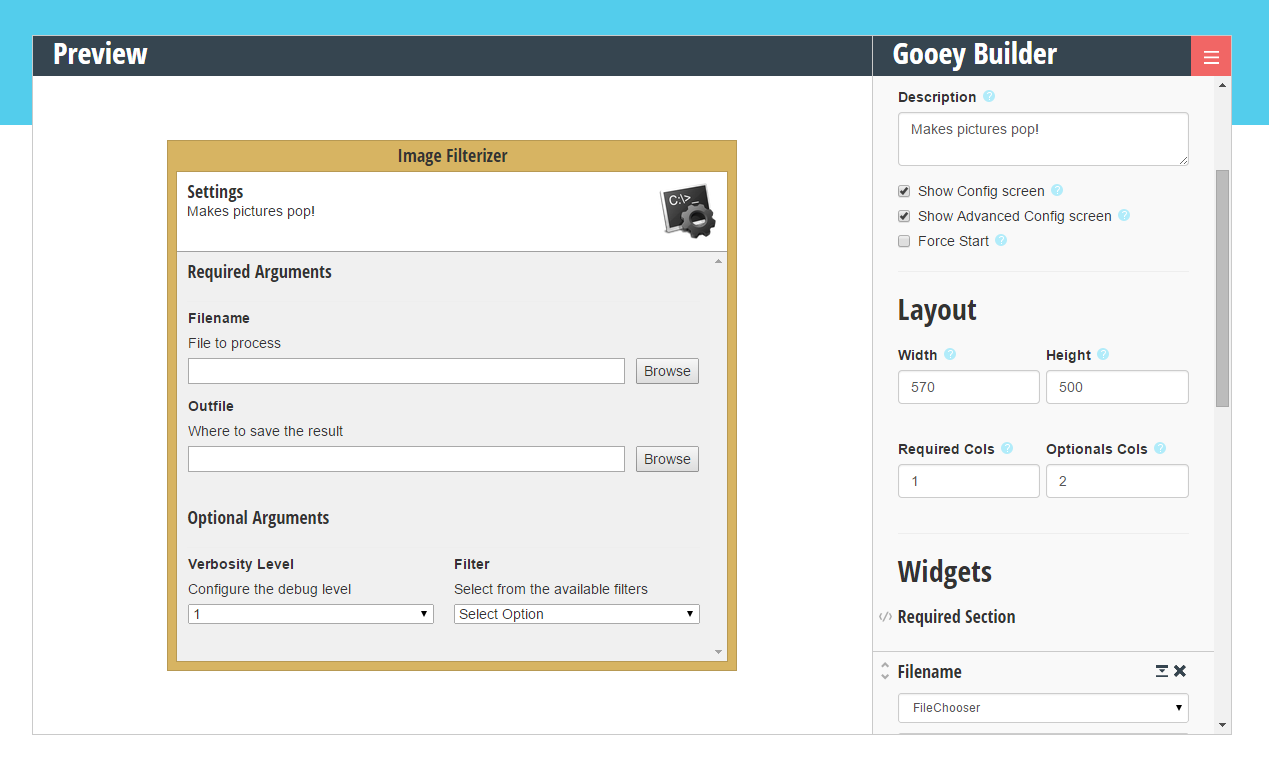 Preview
Image Filterizer
Settings
Makes pictures pop!
C:\>_
Required Arguments
Filename
File to process
Browse
Outfile
Where to save the result
Browse
Optional Arguments
Verbosity Level
Configure the debug level
1
Filter
Select from the available filters
Select Option
Gooey Builder
Description ?
Makes pictures pop!
Show Config screen ?
Show Advanced Config screen ?
Force Start ?
Layout
Width ? Height ?
570 500
Required Cols ? Optionals Cols ?
1 2
Widgets
</> Required Section
Filename
FileChooser